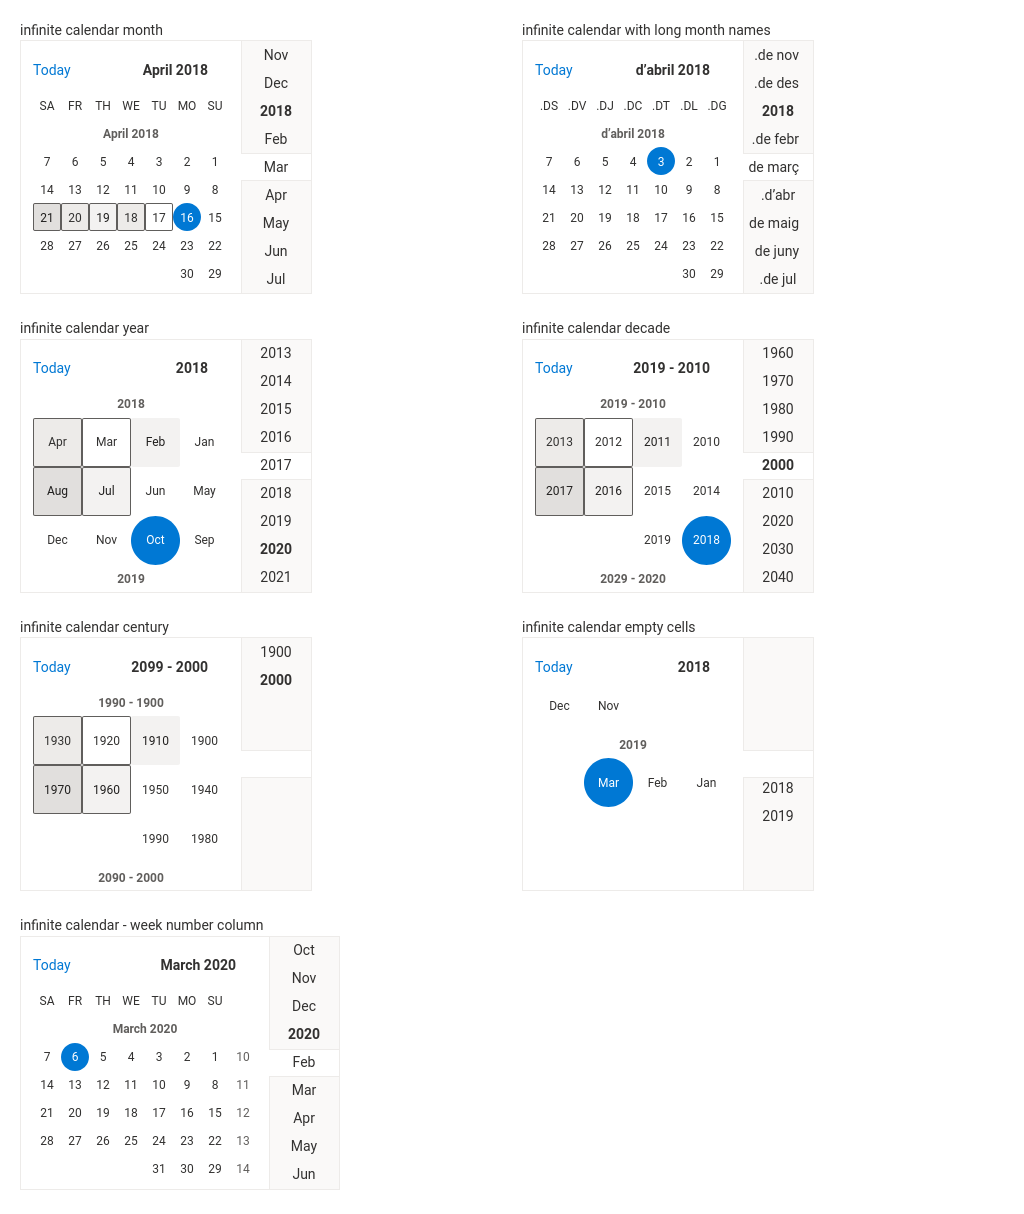 infinite calendar month
Today April 2018
SA FR TH WE TU MO SU
April 2018
7 6 5 4 3 2 1
14 13 12 11 10 9 8
21 20 19 18 17 16 15
28 27 26 25 24 23 22
30 29
Nov
Dec
2018
Feb
Mar
Apr
May
Jun
Jul
infinite calendar with long month names
Today d’abril 2018
.DS .DV .DJ .DC .DT .DL .DG
d’abril 2018
7 6 5 4 3 2 1
14 13 12 11 10 9 8
21 20 19 18 17 16 15
28 27 26 25 24 23 22
30 29
.de nov
.de des
2018
.de febr
de març
.d’abr
de maig
de juny
.de jul
infinite calendar year
Today 2018
2018
Apr Mar Feb Jan
Aug Jul Jun May
Dec Nov Oct Sep
2019
2013
2014
2015
2016
2017
2018
2019
2020
2021
infinite calendar decade
Today 2019 - 2010
2019 - 2010
2013 2012 2011 2010
2017 2016 2015 2014
2019 2018
2029 - 2020
1960
1970
1980
1990
2000
2010
2020
2030
2040
infinite calendar century
Today 2099 - 2000
1990 - 1900
1930 1920 1910 1900
1970 1960 1950 1940
1990 1980
2090 - 2000
1900
2000
infinite calendar empty cells
Today 2018
Dec Nov
2019
Mar Feb Jan
2018
2019
infinite calendar - week number column
Today March 2020
SA FR TH WE TU MO SU
March 2020
7 6 5 4 3 2 1 10
14 13 12 11 10 9 8 11
21 20 19 18 17 16 15 12
28 27 26 25 24 23 22 13
31 30 29 14
Oct
Nov
Dec
2020
Feb
Mar
Apr
May
Jun